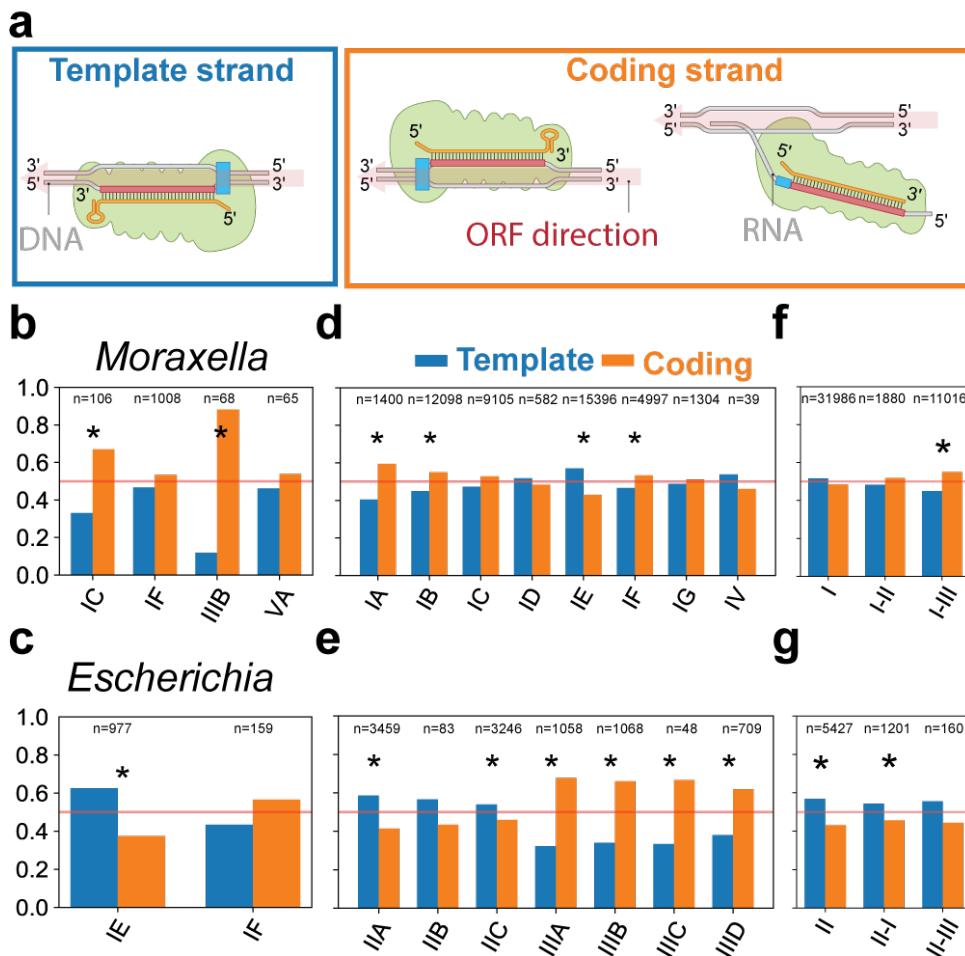 a
Template strand
Coding strand
3'
5'
5'
3'
5'
DNA
3'
5'
5'
3'
5'
3'
ORF direction
3'
5'
5'
3'
5'
3'
5'
RNA
b
Moraxella
1.0
0.8
0.6
0.4
0.2
0.0
n=106 n=1008 n=68 n=65
* *
IC IF IIIB VA
d
Template Coding
n=1400 n=12098 n=9105 n=582 n=15396 n=4997 n=1304 n=39
* * * *
IA IB IC ID IE IF IG IV
f
n=31986 n=1880 n=11016
*
I I-II I-III
c
Escherichia
1.0
0.8
0.6
0.4
0.2
0.0
n=977 n=159
*
IE IF
e
n=3459 n=83 n=3246 n=1058 n=1068 n=48 n=709
* * * * * *
IIA IIB IIC IIIA IIIB IIIC IIID
g
n=5427 n=1201 n=160
* *
II II-I II-III